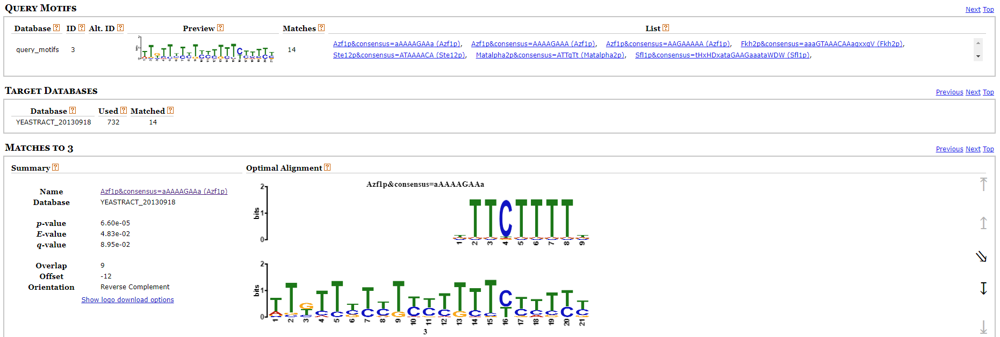 QUERY MOTIFS
Next Top
Database ? ID ? Alt. ID ? Preview ? Matches ? List ?
query_motifs 3 14
Azf1p&consensus=aAAAAGAAa (Azf1p), Azf1p&consensus=AAAAGAAA (Azf1p), Azf1p&consensus=AAGAAAAA (Azf1p), Fkh2p&consensus=aaaGTAAACAAaqxxqV (Fkh2p),
Ste12p&consensus=ATAAAACA (Ste12p), Matalpha2p&consensus=ATTqTt (Matalpha2p), Sfl1p&consensus=tHxHDxataGAAGaaataWDW (Sfl1p),
TARGET DATABASES
Previous Next Top
Database ? Used ? Matched ?
YEASTRACT_20130918 732 14
MATCHES TO 3
Previous Next Top
Summary ?
Name Azf1p&consensus=aAAAAGAAa (Azf1p)
Database YEASTRACT_20130918
p-value 6.60e-05
E-value 4.83e-02
q-value 8.95e-02
Overlap 9
Offset -12
Orientation Reverse Complement
Show logo download options
Optimal Alignment ?
Azf1p&consensus=aAAAAGAAa
2
bits
1
0
TTCTTTT
1 2 3 4 5 6 7 8 9
2
bits
1
0
TTGTTTTTTTTTTTTCTTTTT
1 2 3 4 5 6 7 8 9 10 11 12 13 14 15 16 17 18 19 20 21
3